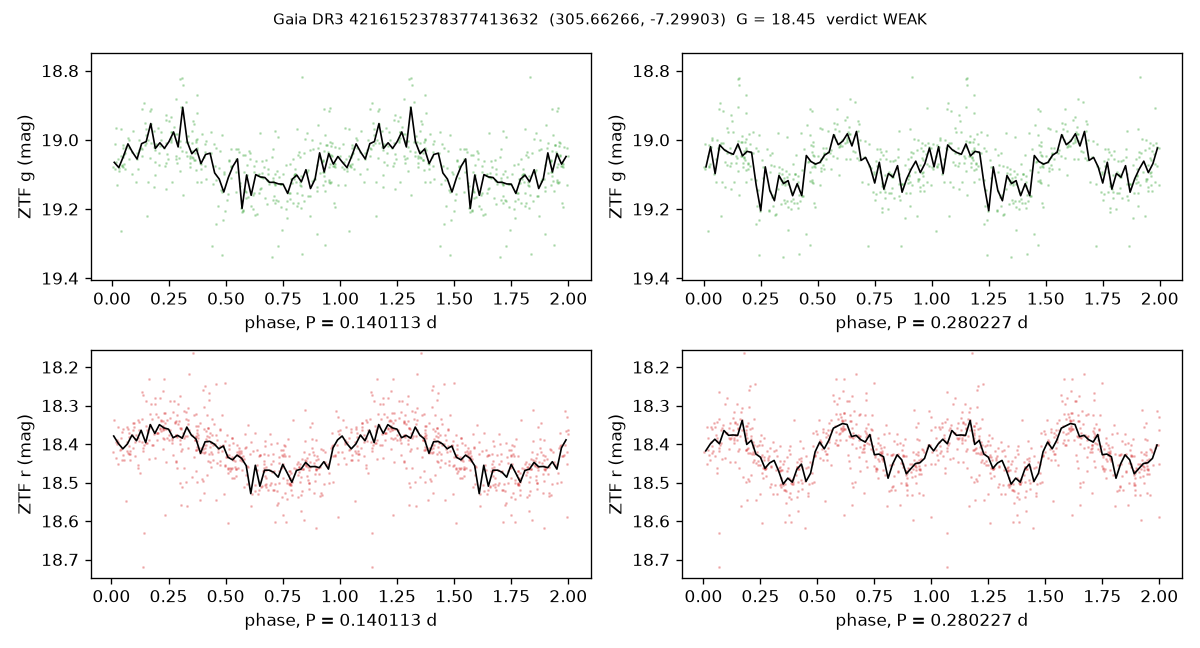 Gaia DR3 4216152378377413632  (305.66266, -7.29903)  G = 18.45  verdict WEAK
ZTF g (mag)
18.8
19.0
19.2
19.4
0.00 0.25 0.50 0.75 1.00 1.25 1.50 1.75 2.00
phase, P = 0.140113 d
ZTF g (mag)
18.8
19.0
19.2
19.4
0.00 0.25 0.50 0.75 1.00 1.25 1.50 1.75 2.00
phase, P = 0.280227 d
ZTF r (mag)
18.2
18.3
18.4
18.5
18.6
18.7
0.00 0.25 0.50 0.75 1.00 1.25 1.50 1.75 2.00
phase, P = 0.140113 d
ZTF r (mag)
18.2
18.3
18.4
18.5
18.6
18.7
0.00 0.25 0.50 0.75 1.00 1.25 1.50 1.75 2.00
phase, P = 0.280227 d